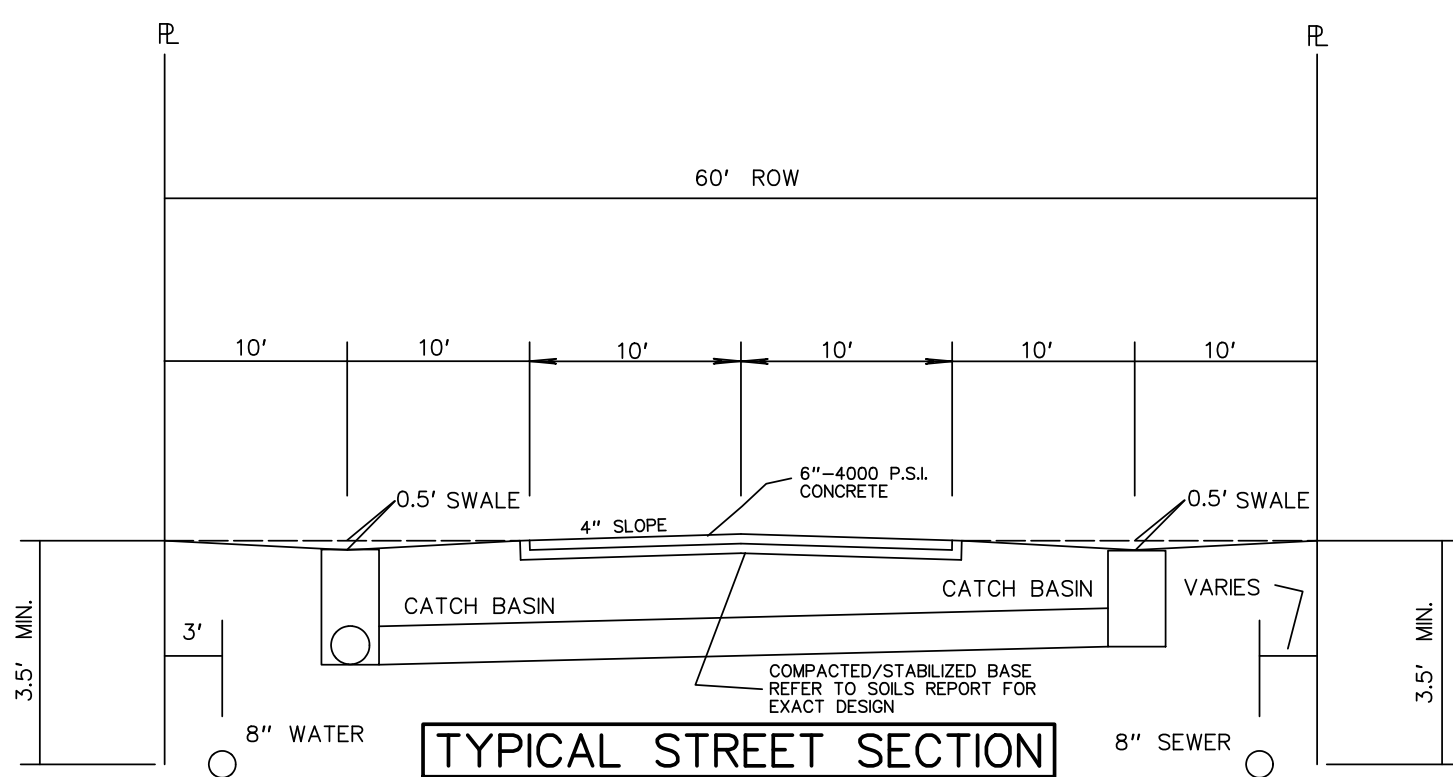 PL PL
60' ROW
10' 10' 10' 10' 10' 10'
6"-4000 P.S.I.
CONCRETE
0.5' SWALE
4" SLOPE
0.5' SWALE
CATCH BASIN
CATCH BASIN
VARIES
3.5' MIN.
3'
3.5' MIN.
COMPACTED/STABILIZED BASE
REFER TO SOILS REPORT FOR
EXACT DESIGN
8" WATER
TYPICAL STREET SECTION
8" SEWER